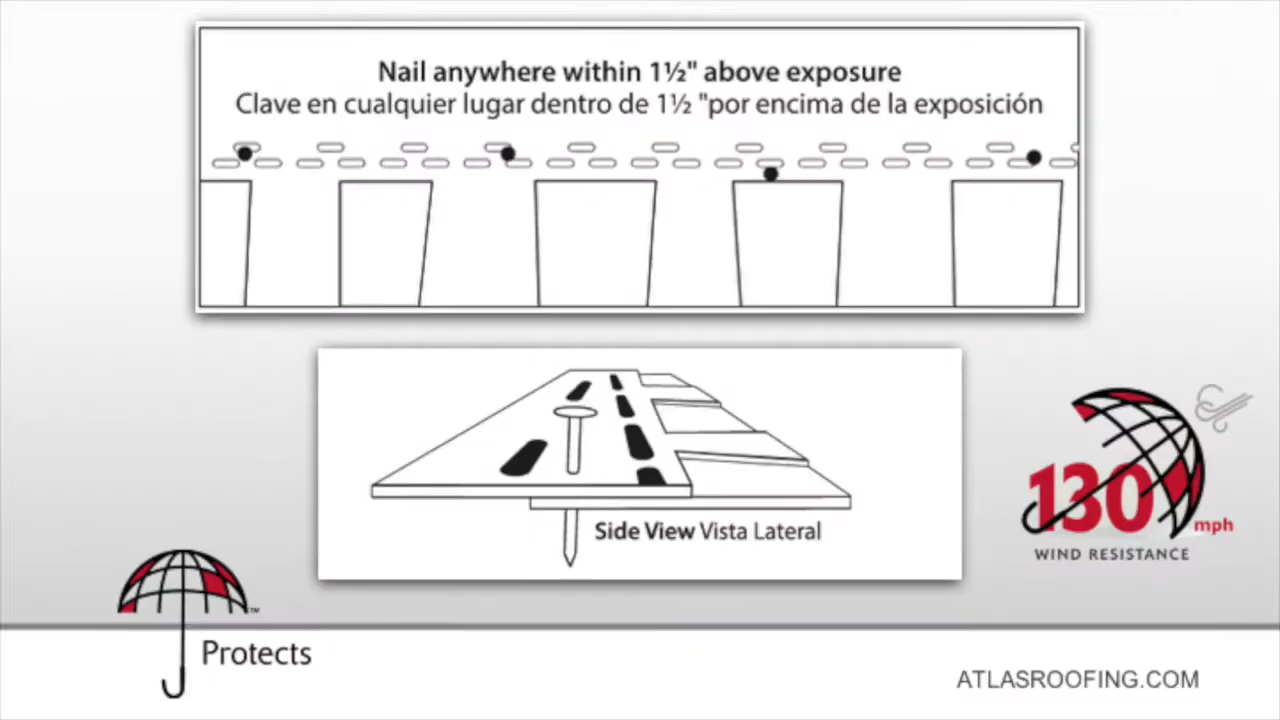 Nail anywhere within 1½" above exposure
Clave en cualquier lugar dentro de 1½ "por encima de la exposición
Side View Vista Lateral
130 mph
WIND RESISTANCE
™
Protects
ATLASROOFING.COM